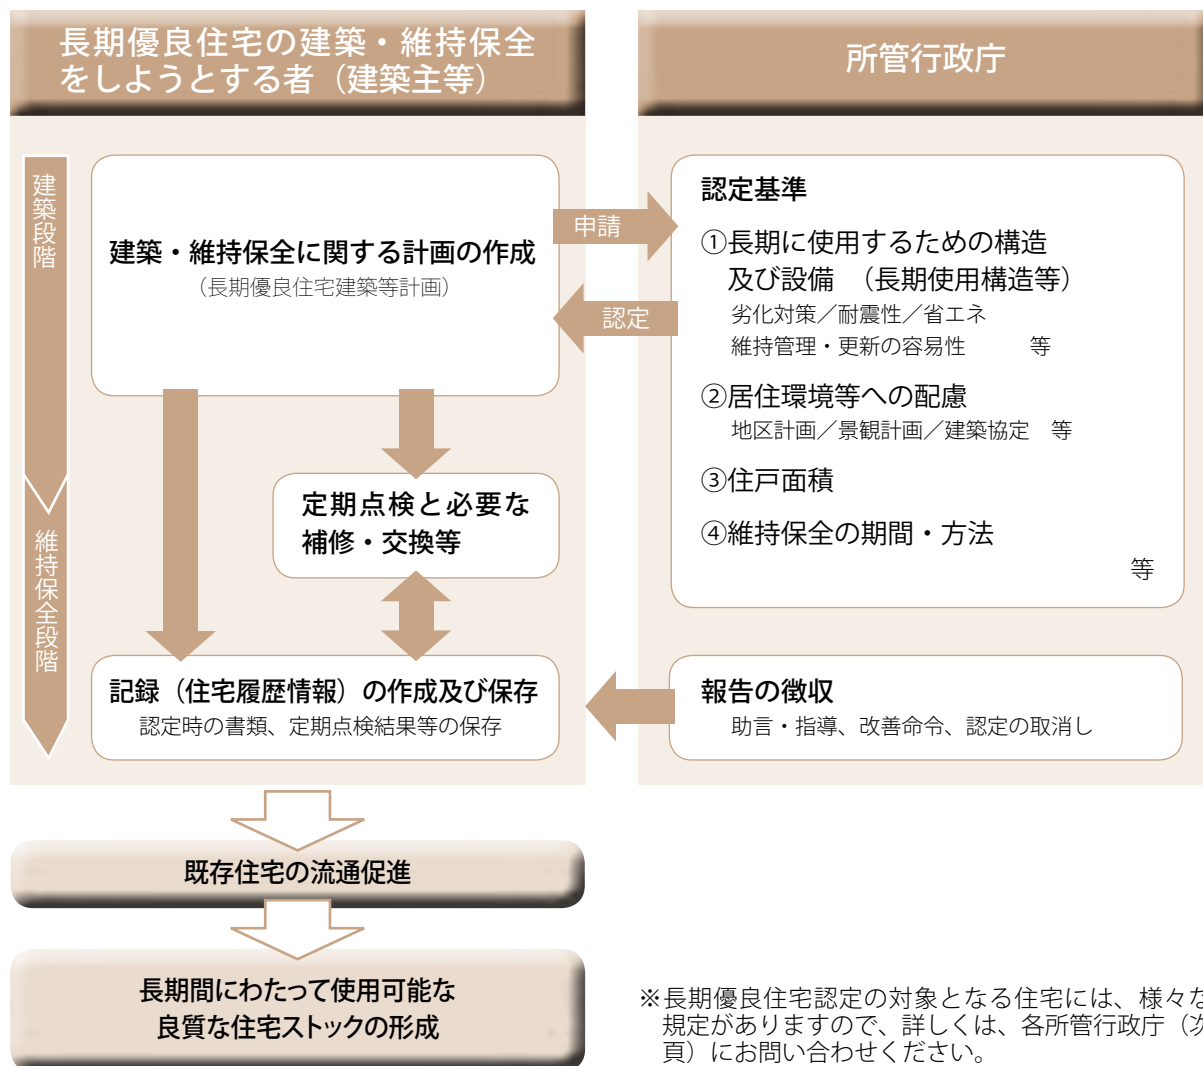 長期優良住宅の建築・維持保全
をしようとする者（建築主等）
所管行政庁
建築段階
維持保全段階
建築・維持保全に関する計画の作成
（長期優良住宅建築等計画）
申請
認定
定期点検と必要な
補修・交換等
記録（住宅履歴情報）の作成及び保存
認定時の書類、定期点検結果等の保存
認定基準
①長期に使用するための構造
及び設備　（長期使用構造等）
劣化対策／耐震性／省エネ
維持管理・更新の容易性　　　等
②居住環境等への配慮
地区計画／景観計画／建築協定　等
③住戸面積
④維持保全の期間・方法
等
報告の徴収
助言・指導、改善命令、認定の取消し
既存住宅の流通促進
長期間にわたって使用可能な
良質な住宅ストックの形成
※長期優良住宅認定の対象となる住宅には、様々な
規定がありますので、詳しくは、各所管行政庁（次
頁）にお問い合わせください。